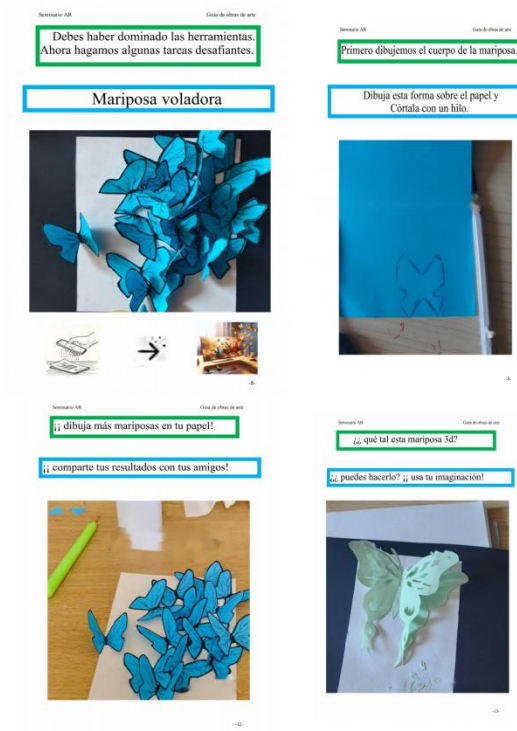 Seminario AR Guía de obras de arte
Debes haber dominado las herramientas.
Ahora hagamos algunas tareas desafiantes.
Mariposa voladora
-8-
Seminario AR Guía de obras de arte
Primero dibujemos el cuerpo de la mariposa.
Dibuja esta forma sobre el papel y
Córtala con un hilo.
Seminario AR Guía de obras de arte
¡¡ dibuja más mariposas en tu papel!
¡¡ comparte tus resultados con tus amigos!
-12-
Seminario AR Guía de obras de arte
¿¿ qué tal esta mariposa 3d?
¿¿ puedes hacerlo? ¡¡ usa tu imaginación!